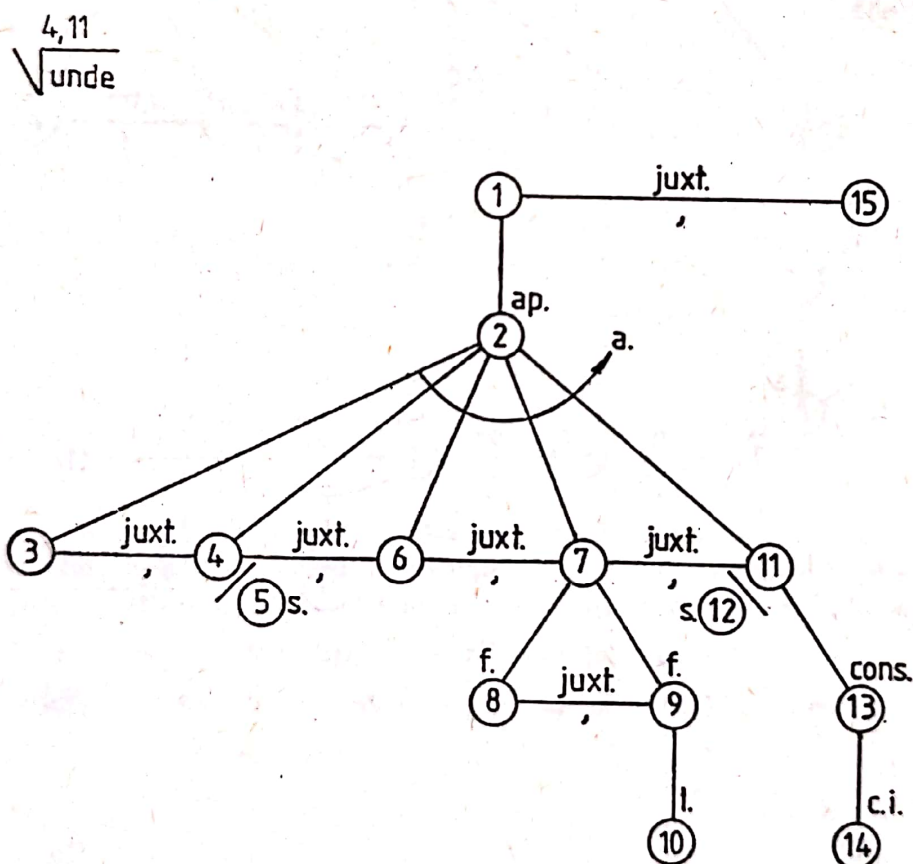 4,11
unde
1 juxt. 15
,
ap.
2 a.
3 juxt. 4 juxt. 6 juxt. 7 juxt. 11
, , , ,
5 s. s. 12
f. f. cons.
8 juxt. 9 13
,
l. c.i.
10 14